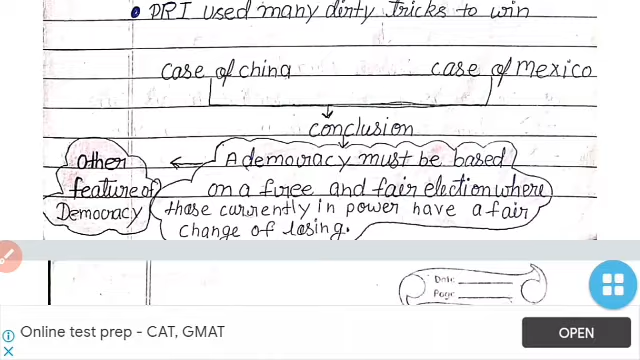 • PRI used many dirty tricks to win
case of china case of mexico
conclusion
Other
feature of
Democracy
A democracy must be based
on a free and fair election where
those currently in power have a fair
change of losing.
Date
Page
Online test prep - CAT, GMAT
OPEN